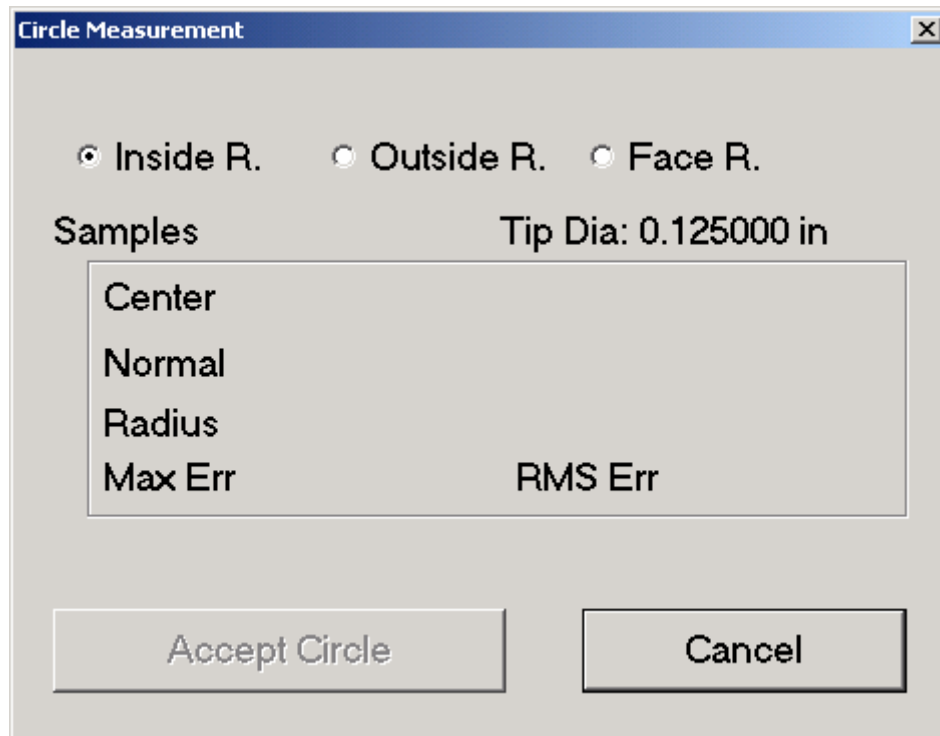 Circle Measurement
Inside R. Outside R. Face R.
Samples Tip Dia: 0.125000 in
Center
Normal
Radius
Max Err RMS Err
Accept Circle Cancel